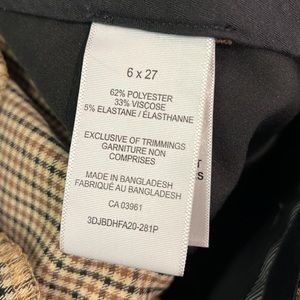 6 x 27
62% POLYESTER
33% VISCOSE
5% ELASTANE / ÉLASTHANNE
EXCLUSIVE OF TRIMMINGS
GARNITURE NON
COMPRISES
MADE IN BANGLADESH
FABRIQUÉ AU BANGLADESH
CA 03961
3DJBDHFA20-281P